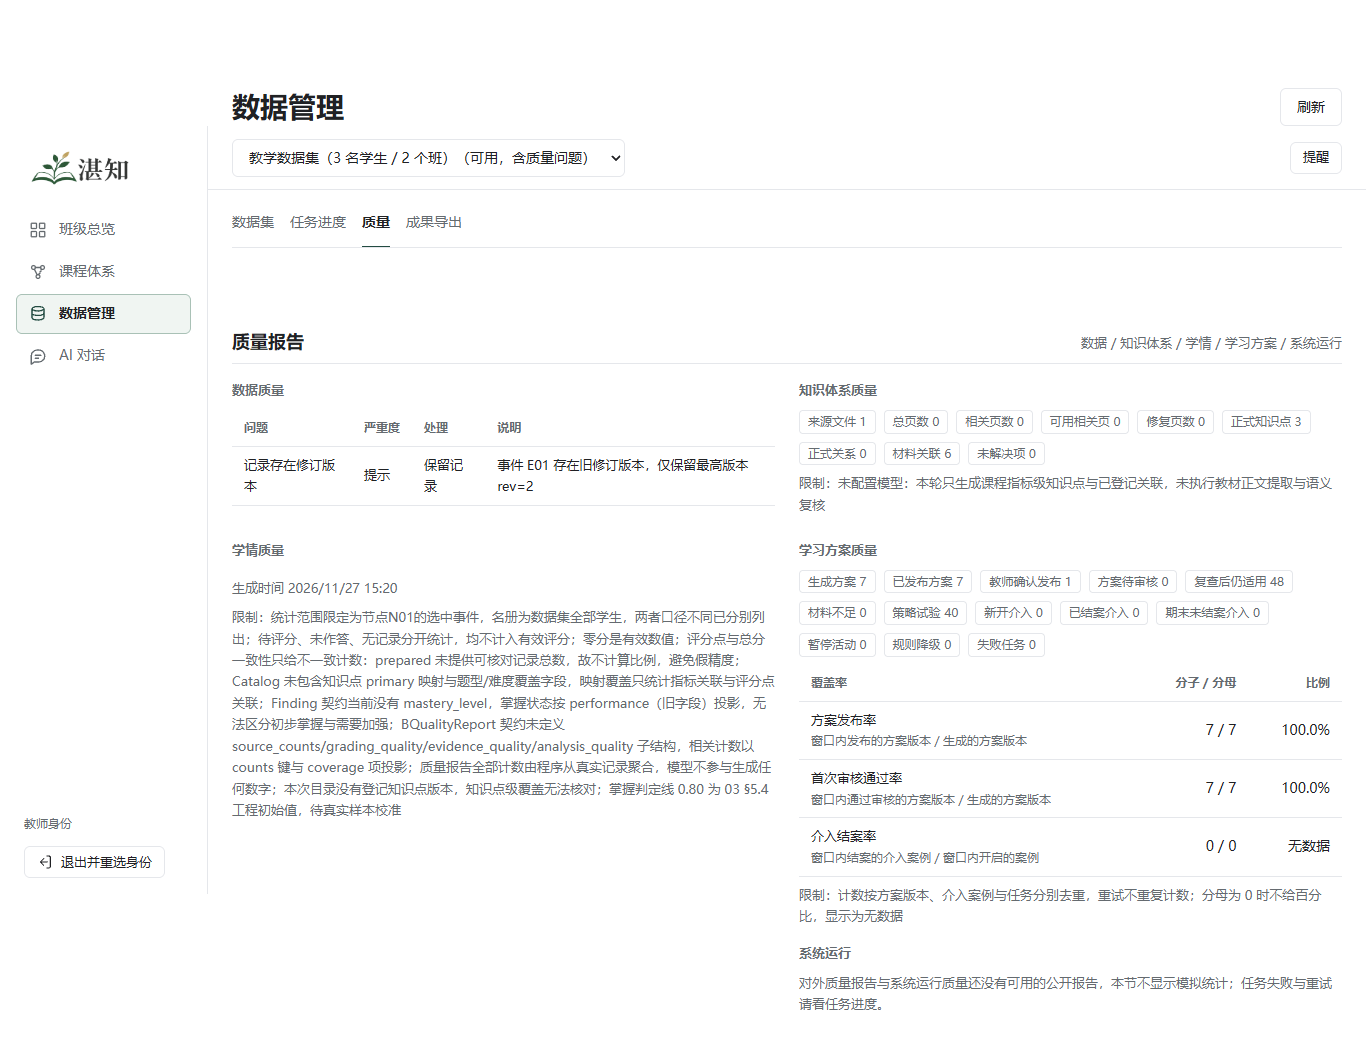 数据管理
刷新
教学数据集（3 名学生 / 2 个班）（可用，含质量问题）
提醒
湛知
班级总览
课程体系
数据管理
AI 对话
教师身份
退出并重选身份
数据集
任务进度
质量
成果导出
质量报告
数据 / 知识体系 / 学情 / 学习方案 / 系统运行
数据质量
问题 严重度 处理 说明
记录存在修订版本 提示 保留记录 事件 E01 存在旧修订版本，仅保留最高版本 rev=2
学情质量
生成时间 2026/11/27 15:20
限制：统计范围限定为节点N01的选中事件，名册为数据集全部学生，两者口径不同已分别列
出；待评分、未作答、无记录分开统计，均不计入有效评分；零分是有效数值；评分点与总分
一致性只给不一致计数：prepared 未提供可核对记录总数，故不计算比例，避免假精度；
Catalog 未包含知识点 primary 映射与题型/难度覆盖字段，映射覆盖只统计指标关联与评分点
关联；Finding 契约当前没有 mastery_level，掌握状态按 performance（旧字段）投影，无
法区分初步掌握与需要加强；BQualityReport 契约未定义
source_counts/grading_quality/evidence_quality/analysis_quality 子结构，相关计数以
counts 键与 coverage 项投影；质量报告全部计数由程序从真实记录聚合，模型不参与生成任
何数字；本次目录没有登记知识点版本，知识点级覆盖无法核对；掌握判定线 0.80 为 03 §5.4
工程初始值，待真实样本校准
知识体系质量
来源文件 1 总页数 0 相关页数 0 可用相关页 0 修复页数 0 正式知识点 3
正式关系 0 材料关联 6 未解决项 0
限制：未配置模型：本轮只生成课程指标级知识点与已登记关联，未执行教材正文提取与语义
复核
学习方案质量
生成方案 7 已发布方案 7 教师确认发布 1 方案待审核 0 复查后仍适用 48
材料不足 0 策略试验 40 新开介入 0 已结案介入 0 期末未结案介入 0
暂停活动 0 规则降级 0 失败任务 0
覆盖率 分子 / 分母 比例
方案发布率 7 / 7 100.0%
窗口内发布的方案版本 / 生成的方案版本
首次审核通过率 7 / 7 100.0%
窗口内通过审核的方案版本 / 生成的方案版本
介入结案率 0 / 0 无数据
窗口内结案的介入案例 / 窗口内开启的案例
限制：计数按方案版本、介入案例与任务分别去重，重试不重复计数；分母为 0 时不给百分
比，显示为无数据
系统运行
对外质量报告与系统运行质量还没有可用的公开报告，本节不显示模拟统计；任务失败与重试
请看任务进度。